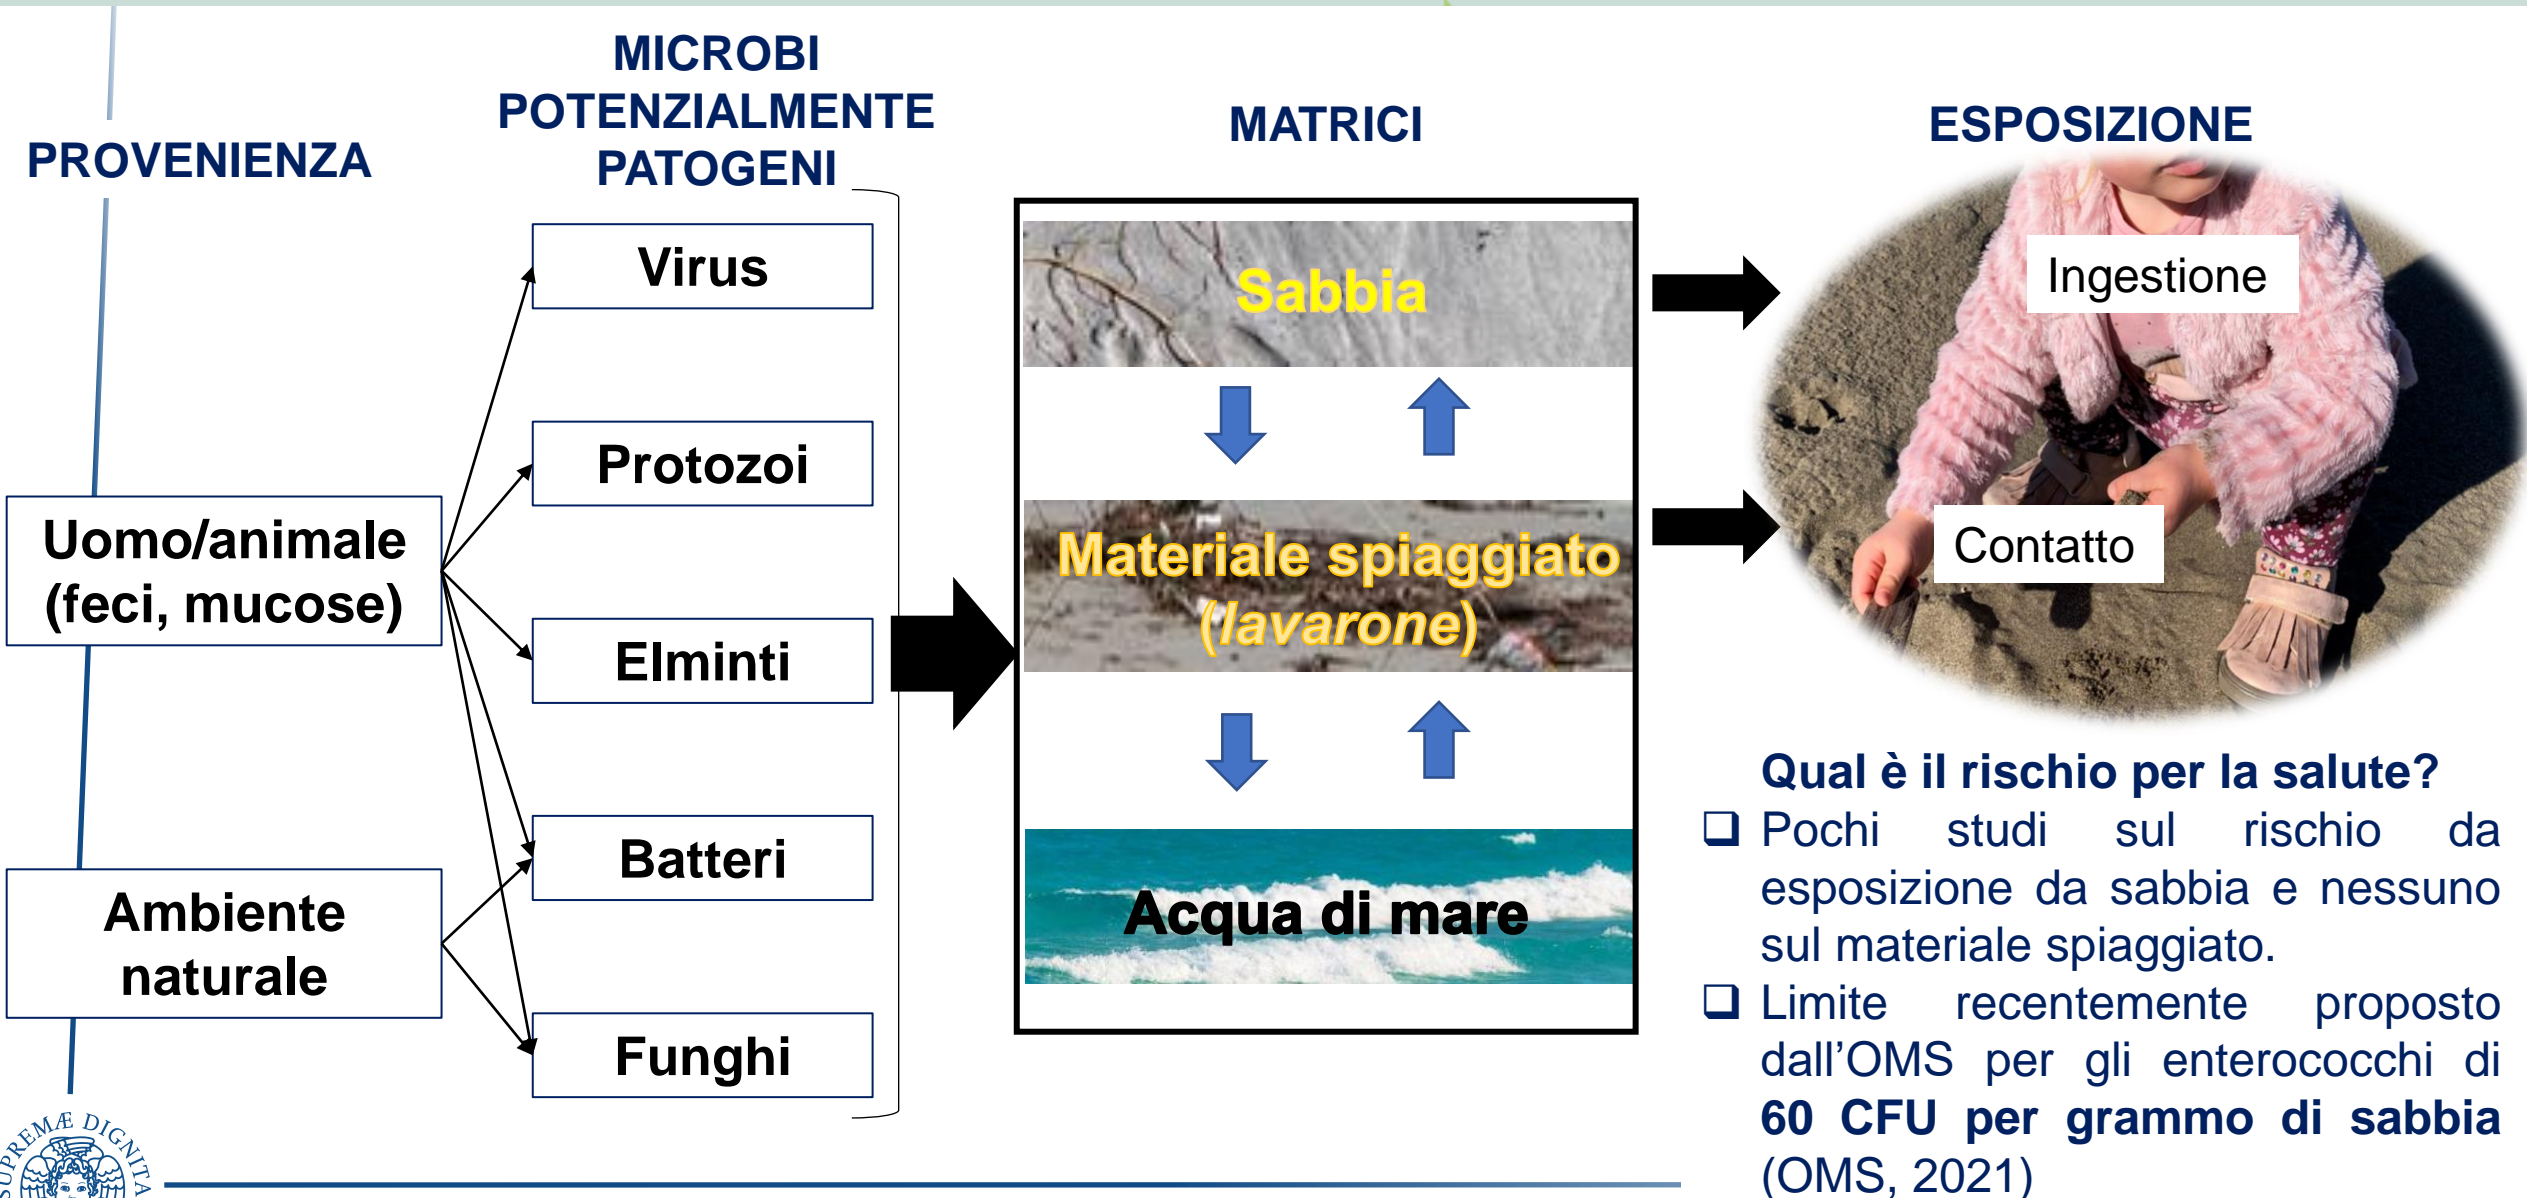 PROVENIENZA
MICROBI
POTENZIALMENTE
PATOGENI
MATRICI
ESPOSIZIONE
Uomo/animale
(feci, mucose)
Ambiente
naturale
Virus
Protozoi
Elminti
Batteri
Funghi
Sabbia
Materiale spiaggiato
(lavarone)
Acqua di mare
Ingestione
Contatto
Qual è il rischio per la salute?
❑ Pochi studi sul rischio da
esposizione da sabbia e nessuno
sul materiale spiaggiato.
❑ Limite recentemente proposto
dall’OMS per gli enterococchi di
60 CFU per grammo di sabbia
(OMS, 2021)